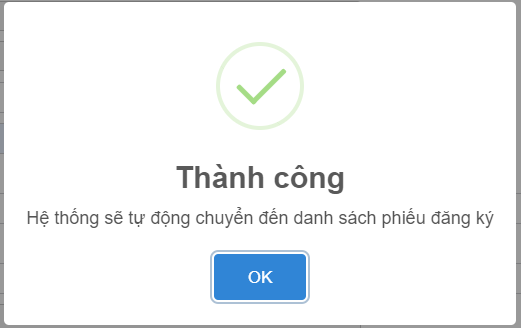 Thành công
Hệ thống sẽ tự động chuyển đến danh sách phiếu đăng ký
OK